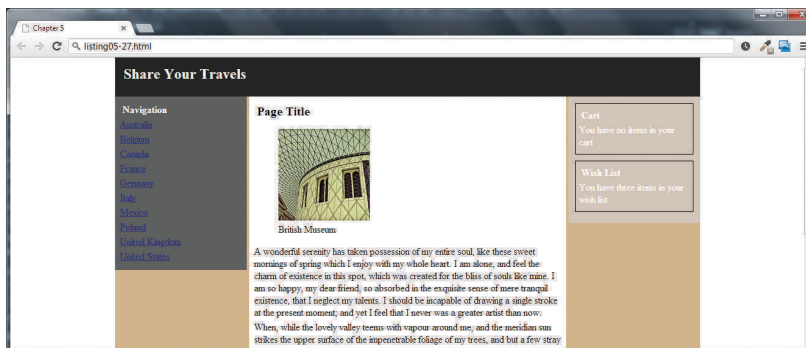 Chapter 5
listing05-27.html
Share Your Travels
Navigation
Australia
Belgium
Canada
France
Germany
Italy
Mexico
Poland
United Kingdom
United States
Page Title
British Museum
A wonderful serenity has taken possession of my entire soul, like these sweet
mornings of spring which I enjoy with my whole heart. I am alone, and feel the
charm of existence in this spot, which was created for the bliss of souls like mine. I
am so happy, my dear friend, so absorbed in the exquisite sense of mere tranquil
existence, that I neglect my talents. I should be incapable of drawing a single stroke
at the present moment; and yet I feel that I never was a greater artist than now.
When, while the lovely valley teems with vapour around me, and the meridian sun
strikes the upper surface of the impenetrable foliage of my trees, and but a few stray
Cart
You have no items in your
cart
Wish List
You have three items in your
wish list